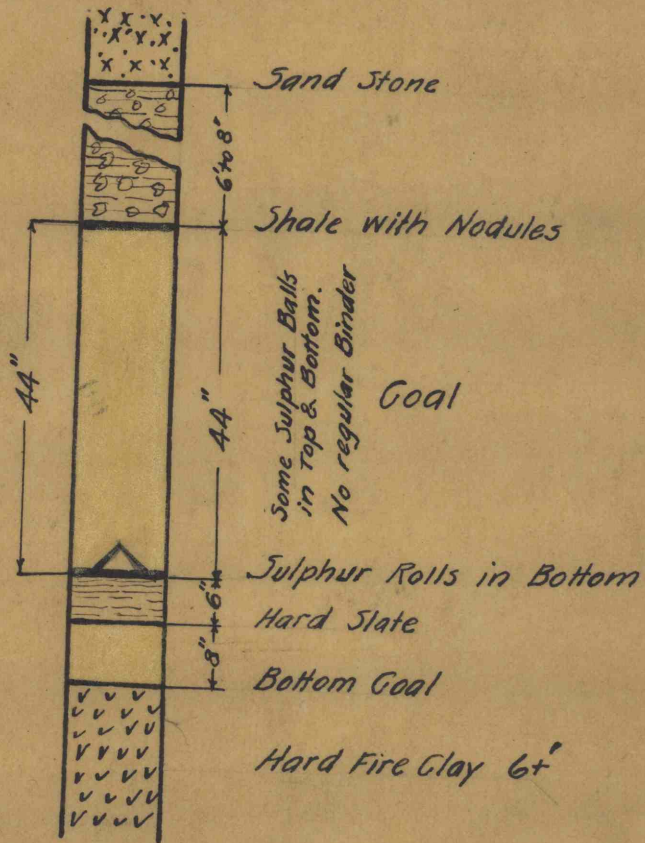 Sand Stone
6' to 8'
Shale with Nodules
44"
44"
Some Sulphur Balls
in Top & Bottom.
No regular Binder
Coal
Sulphur Rolls in Bottom
6"
Hard Slate
8"
Bottom Coal
Hard Fire Clay 6+'